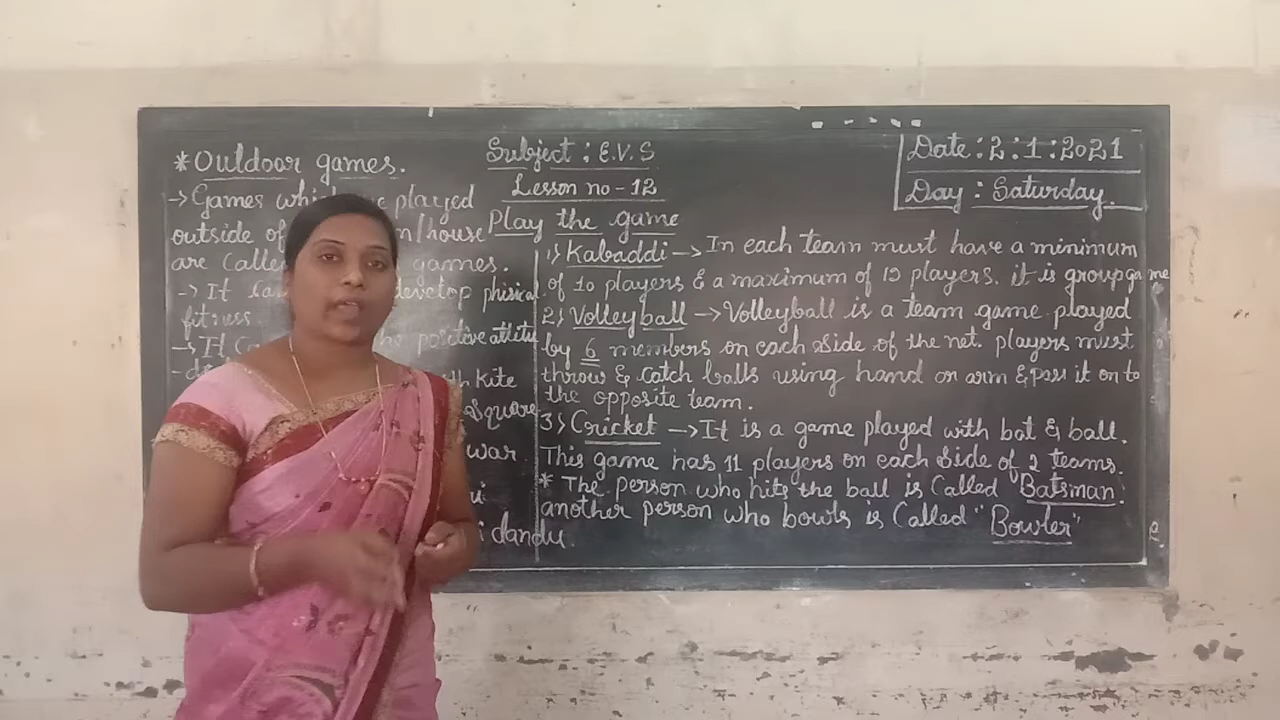 Subject : E.V.S
Lesson no - 12
Play the game
Date : 2 : 1 : 2021
Day : Saturday.
* Outdoor games.
→ Games which played
outside of m/house
are calle games.
→ It develop phisical
fitness
→ It positive attitu
kite
square
war

dandu.
1) Kabaddi → In each team must have a minimum
of 10 players & a maximum of players. it is group game
2) Volleyball → Volleyball is a team game played
by 6 members on each side of the net. players must
throw & catch balls using hand or arm & pass it on to
the opposite team.
3) Cricket → It is a game played with bat & ball.
This game has 11 players on each side of 2 teams.
* The person who hits the ball is called "Batsman.
another person who bowls is called "Bowler"